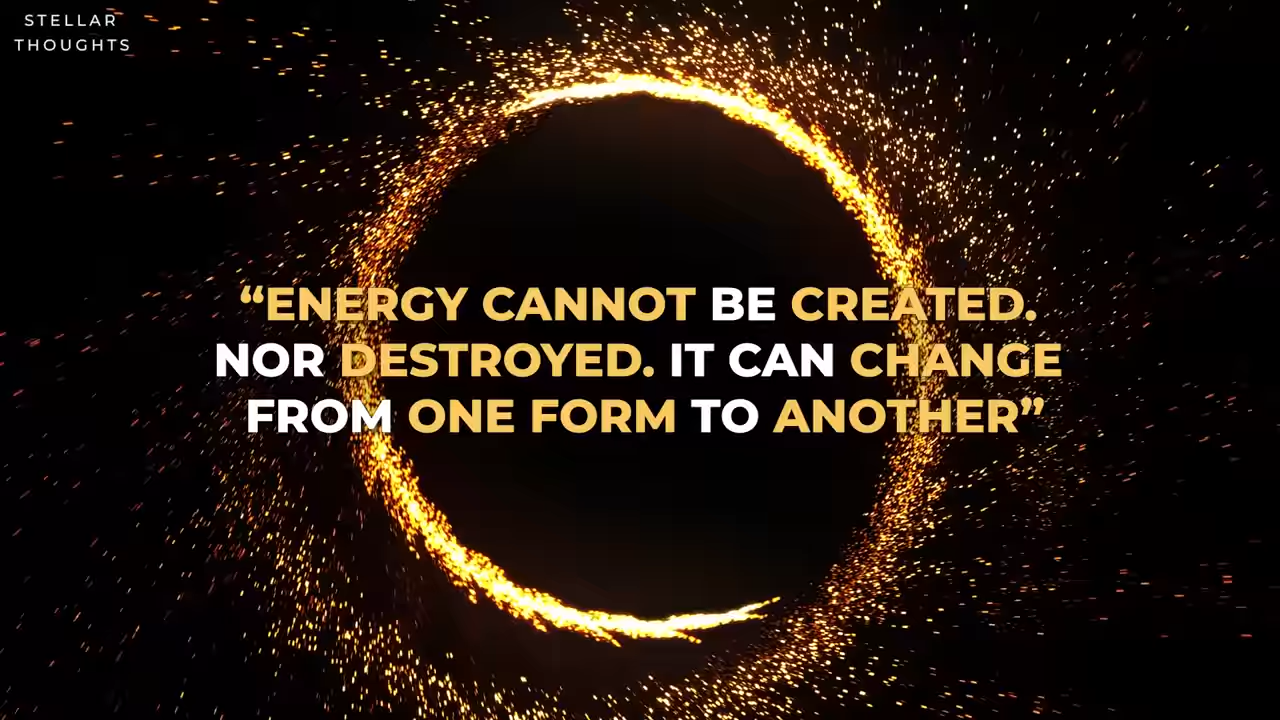 STELLAR
THOUGHTS
“ENERGY CANNOT BE CREATED.
NOR DESTROYED. IT CAN CHANGE
FROM ONE FORM TO ANOTHER”